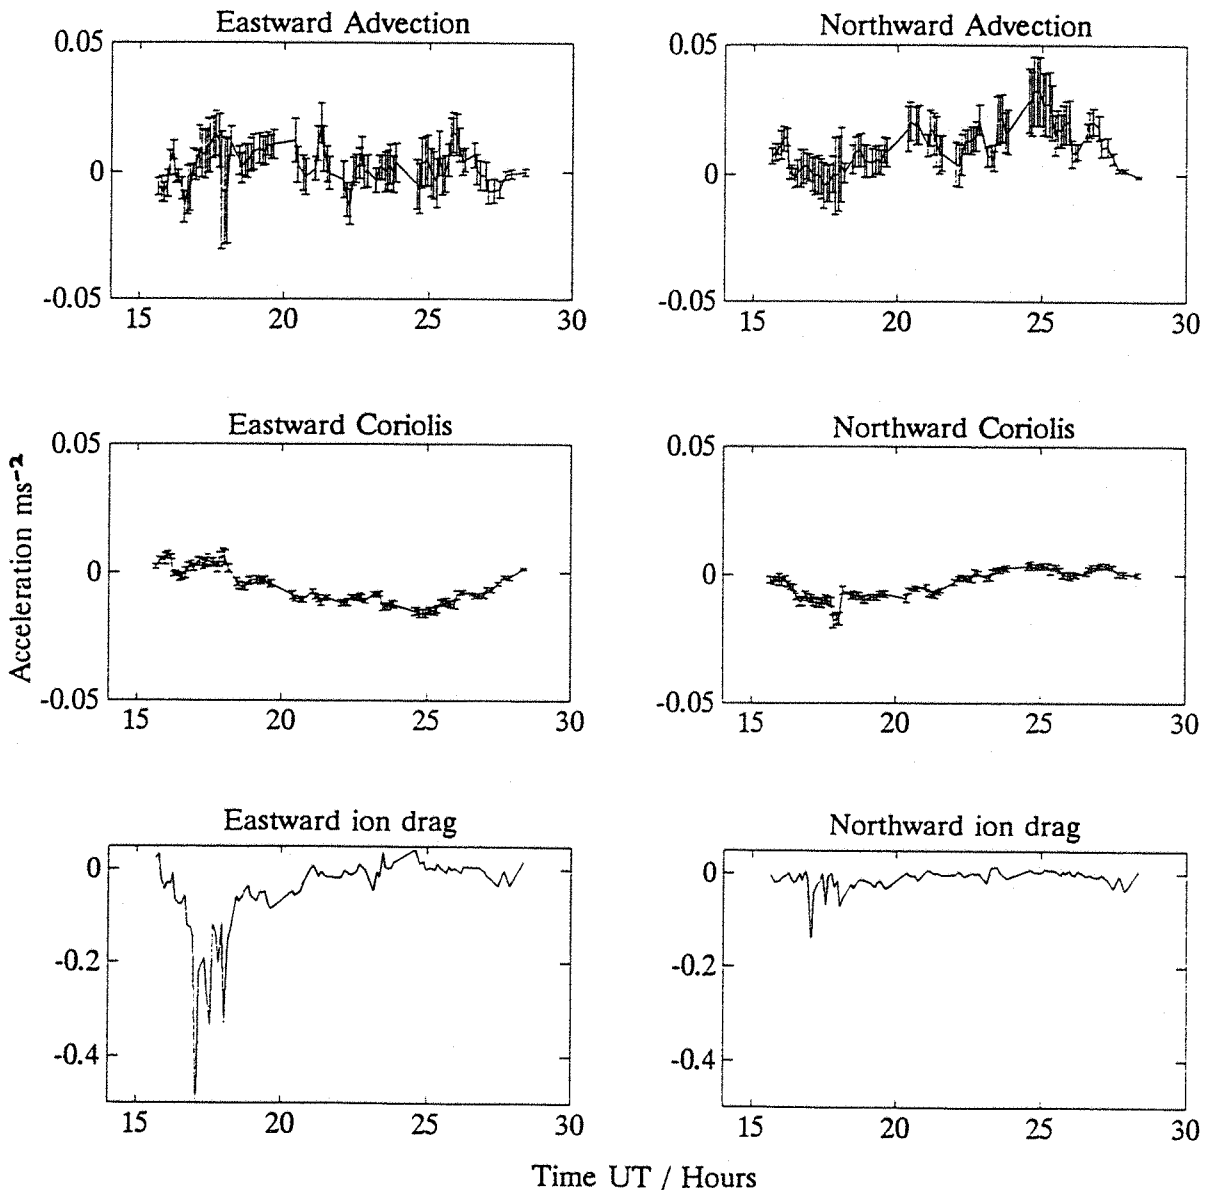 Eastward Advection
0.05
0
-0.05
15 20 25 30
Northward Advection
0.05
0
-0.05
15 20 25 30
Eastward Coriolis
0.05
0
-0.05
15 20 25 30
Northward Coriolis
0.05
0
-0.05
15 20 25 30
Acceleration ms⁻²
Eastward ion drag
0
-0.2
-0.4
15 20 25 30
Northward ion drag
0
-0.2
-0.4
15 20 25 30
Time UT / Hours